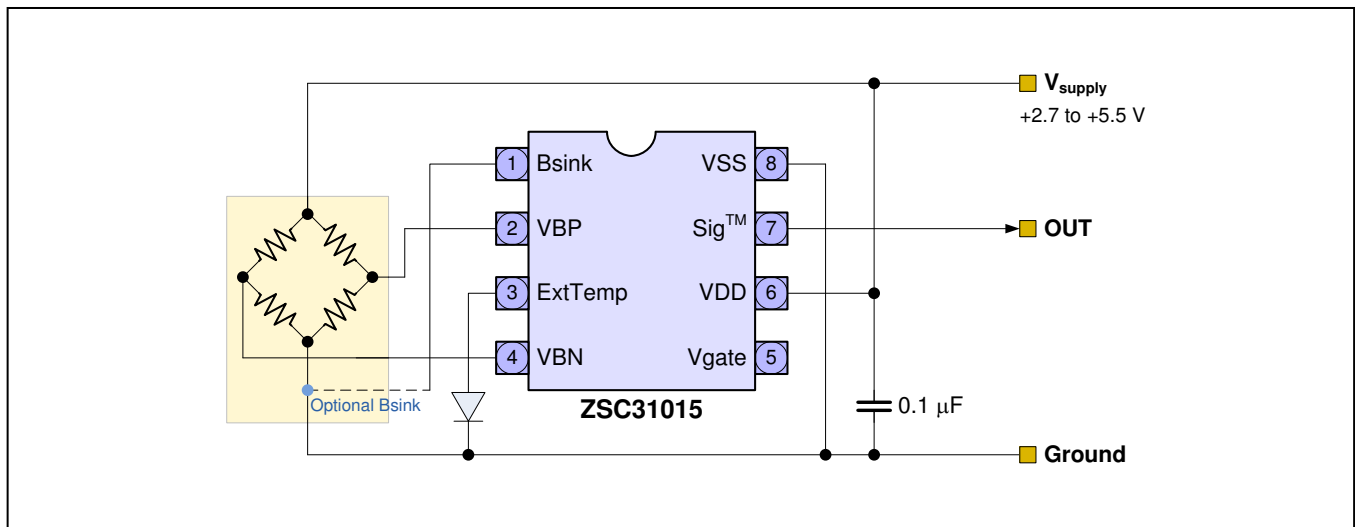 V supply
+2.7 to +5.5 V
1 Bsink VSS 8
2 VBP Sig™ 7
OUT
3 ExtTemp VDD 6
4 VBN Vgate 5
Optional Bsink
ZSC31015
0.1 μF
Ground